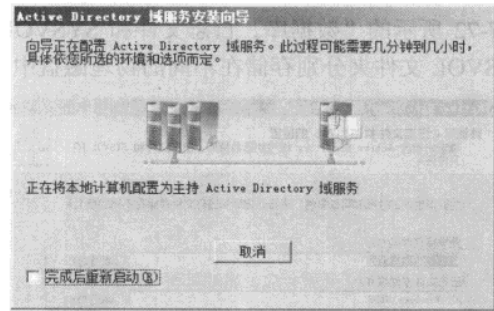 Active Directory 域服务安装向导
向导正在配置 Active Directory 域服务。此过程可能需要几分钟到几小时,
具体依您所选的环境和选项而定。
正在将本地计算机配置为主持 Active Directory 域服务
取消
完成后重新启动(R)